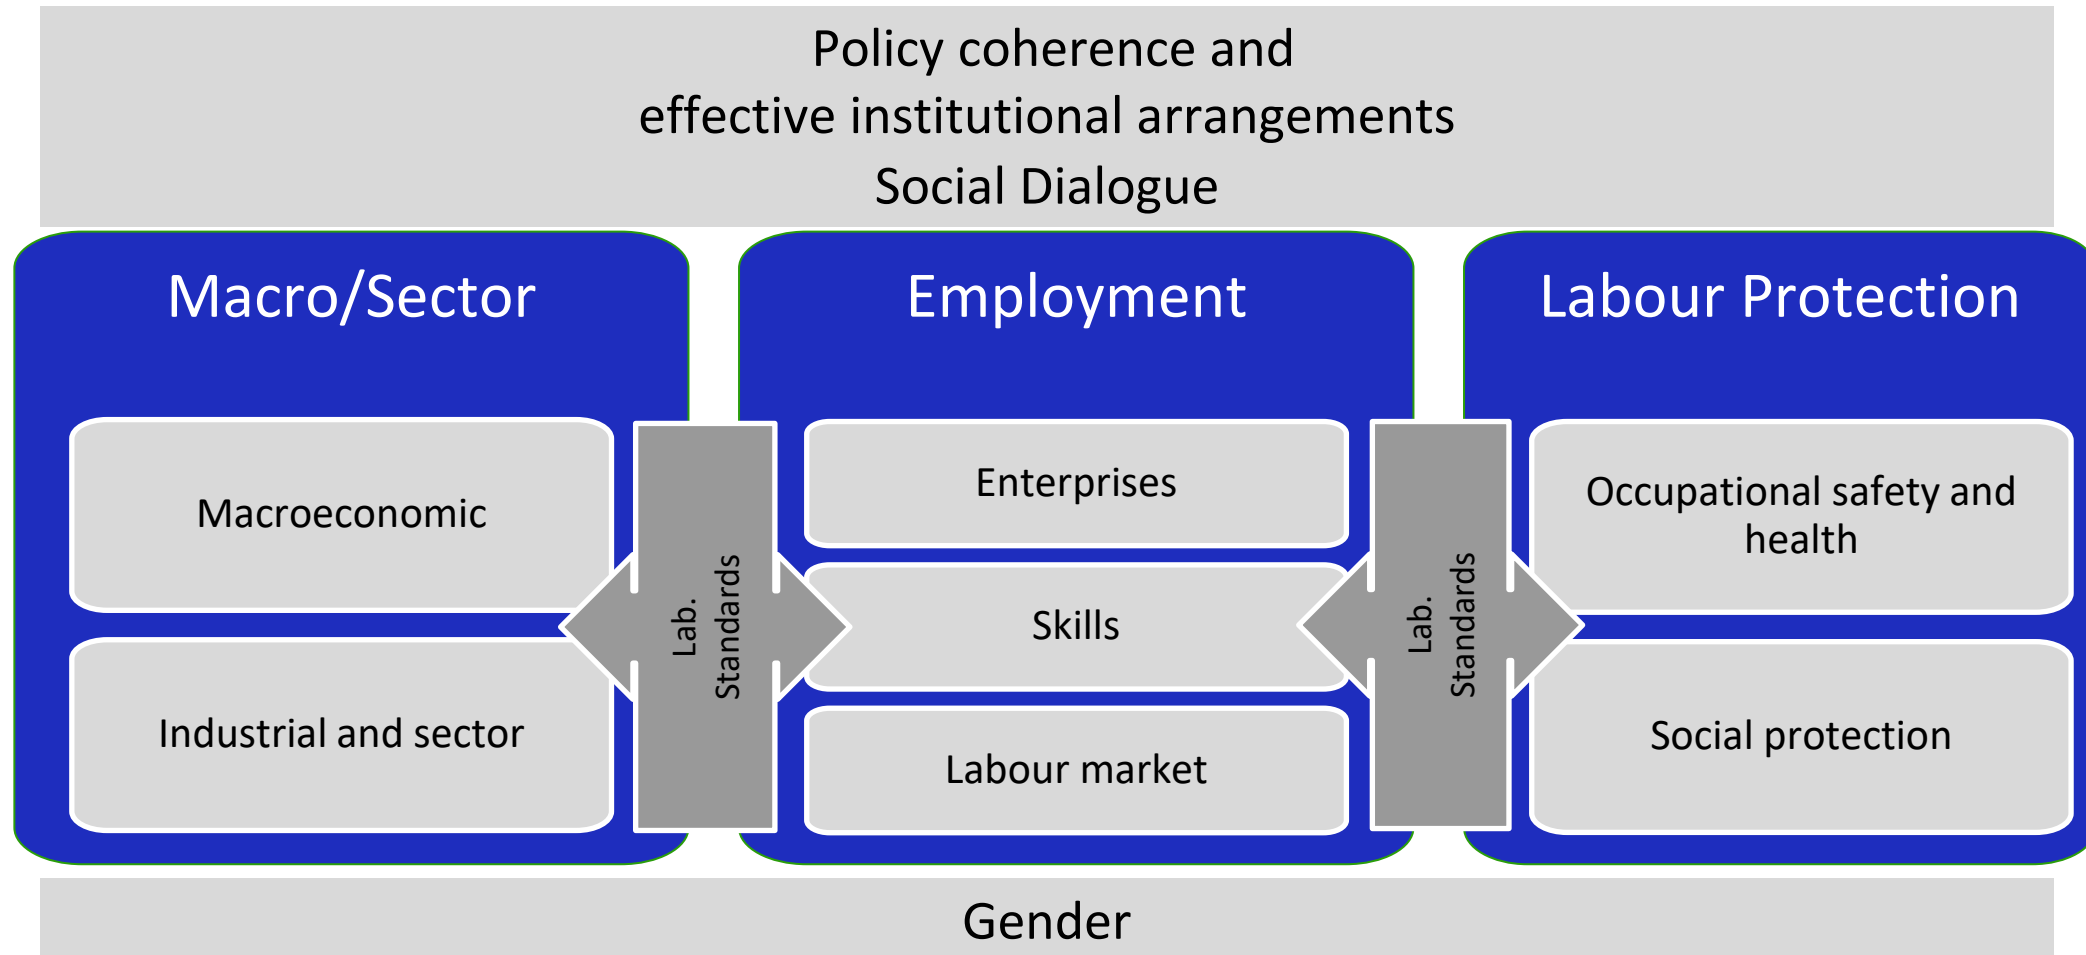 Policy coherence and
effective institutional arrangements
Social Dialogue
Macro/Sector
Macroeconomic
Industrial and sector
Lab.
Standards
Employment
Enterprises
Skills
Labour market
Lab.
Standards
Labour Protection
Occupational safety and
health
Social protection
Gender